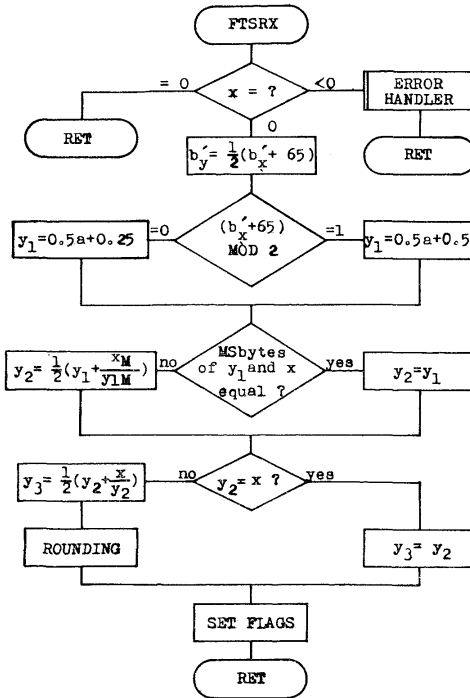 FTSRX
= 0
x = ?
<0
ERROR
HANDLER
RET
0
RET
b'y = 1/2(b'x + 65)
y1=0.5a+0.25
=0
(b'x+65)
MOD 2
=1
y1=0.5a+0.5
y2 = 1/2(y1+xM/y1M)
no
MSbytes
of y1 and x
equal ?
yes
y2=y1
y3 = 1/2(y2+x/y2)
no
y2= x ?
yes
ROUNDING
y3= y2
SET FLAGS
RET